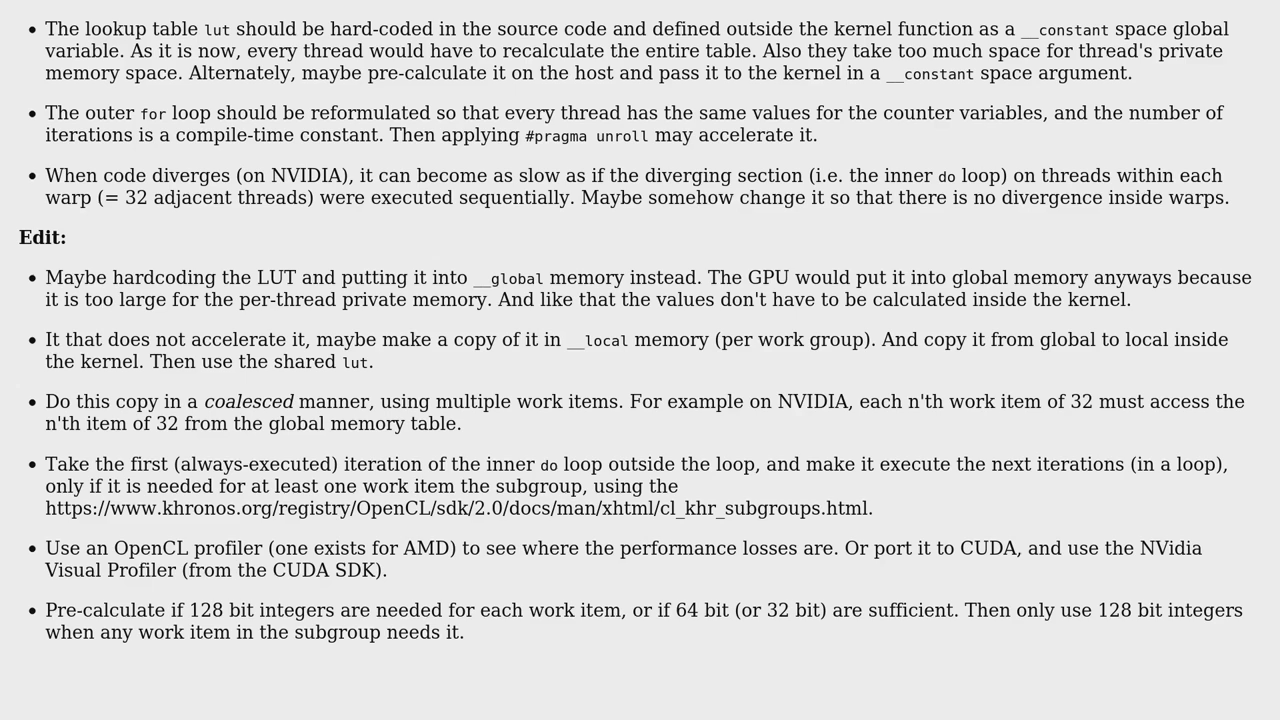 The lookup table lut should be hard-coded in the source code and defined outside the kernel function as a __constant space global
variable. As it is now, every thread would have to recalculate the entire table. Also they take too much space for thread's private
memory space. Alternately, maybe pre-calculate it on the host and pass it to the kernel in a __constant space argument.
The outer for loop should be reformulated so that every thread has the same values for the counter variables, and the number of
iterations is a compile-time constant. Then applying #pragma unroll may accelerate it.
When code diverges (on NVIDIA), it can become as slow as if the diverging section (i.e. the inner do loop) on threads within each
warp (= 32 adjacent threads) were executed sequentially. Maybe somehow change it so that there is no divergence inside warps.
Edit:
Maybe hardcoding the LUT and putting it into __global memory instead. The GPU would put it into global memory anyways because
it is too large for the per-thread private memory. And like that the values don't have to be calculated inside the kernel.
It that does not accelerate it, maybe make a copy of it in __local memory (per work group). And copy it from global to local inside
the kernel. Then use the shared lut.
Do this copy in a coalesced manner, using multiple work items. For example on NVIDIA, each n'th work item of 32 must access the
n'th item of 32 from the global memory table.
Take the first (always-executed) iteration of the inner do loop outside the loop, and make it execute the next iterations (in a loop),
only if it is needed for at least one work item the subgroup, using the
https://www.khronos.org/registry/OpenCL/sdk/2.0/docs/man/xhtml/cl_khr_subgroups.html.
Use an OpenCL profiler (one exists for AMD) to see where the performance losses are. Or port it to CUDA, and use the NVidia
Visual Profiler (from the CUDA SDK).
Pre-calculate if 128 bit integers are needed for each work item, or if 64 bit (or 32 bit) are sufficient. Then only use 128 bit integers
when any work item in the subgroup needs it.